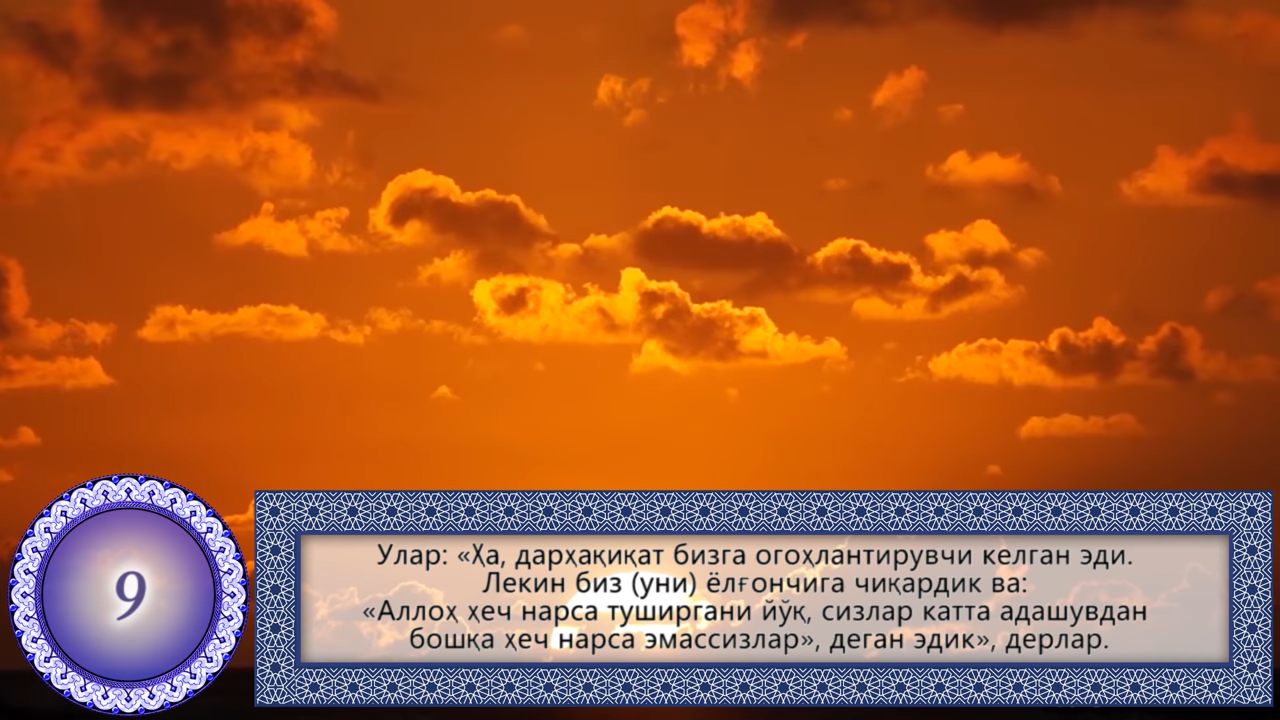 9
Улар: «Ҳа, дарҳақиқат бизга огоҳлантирувчи келган эди.
Лекин биз (уни) ёлғончига чиқардик ва:
«Аллоҳ ҳеч нарса туширгани йўқ, сизлар катта адашувдан
бошқа ҳеч нарса эмассизлар», деган эдик», дерлар.